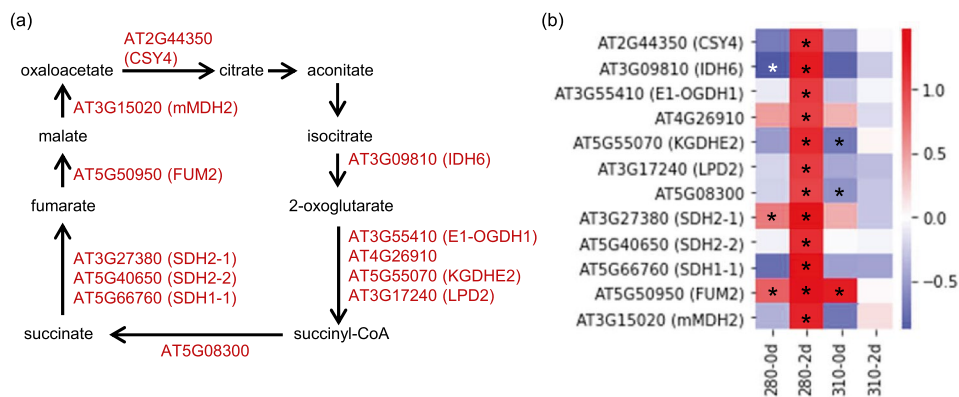 (a)
AT2G44350
(CSY4)
oxaloacetate
citrate
aconitate
AT3G15020 (mMDH2)
malate
isocitrate
AT3G09810 (IDH6)
AT5G50950 (FUM2)
fumarate
2-oxoglutarate
AT3G55410 (E1-OGDH1)
AT4G26910
AT5G55070 (KGDHE2)
AT3G17240 (LPD2)
AT3G27380 (SDH2-1)
AT5G40650 (SDH2-2)
AT5G66760 (SDH1-1)
succinate
succinyl-CoA
AT5G08300
(b)
AT2G44350 (CSY4)
*
AT3G09810 (IDH6)
* *
AT3G55410 (E1-OGDH1)
*
AT4G26910
*
AT5G55070 (KGDHE2)
* *
AT3G17240 (LPD2)
*
AT5G08300
* *
AT3G27380 (SDH2-1)
* *
AT5G40650 (SDH2-2)
*
AT5G66760 (SDH1-1)
*
AT5G50950 (FUM2)
* * *
AT3G15020 (mMDH2)
*
280-0d
280-2d
310-0d
310-2d
1.0
0.5
0.0
−0.5